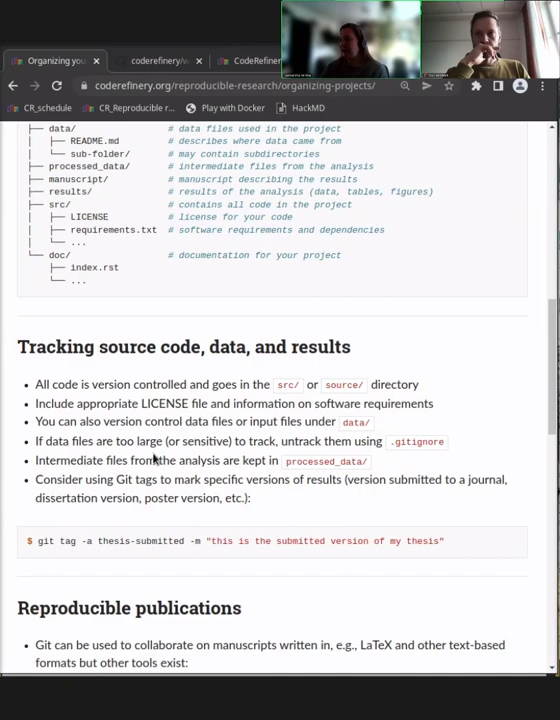 Organizing you
coderefinery/w
CodeRefiner
coderefinery.org/reproducible-research/organizing-projects/
CR_schedule
CR_Reproducible r...
Play with Docker
HackMD
├── data/ # data files used in the project
│ ├── README.md # describes where data came from
│ └── sub-folder/ # may contain subdirectories
├── processed_data/ # intermediate files from the analysis
├── manuscript/ # manuscript describing the results
├── results/ # results of the analysis (data, tables, figures)
├── src/ # contains all code in the project
│ ├── LICENSE # license for your code
│ ├── requirements.txt # software requirements and dependencies
│ └── ...
└── doc/ # documentation for your project
├── index.rst
└── ...
Tracking source code, data, and results
• All code is version controlled and goes in the src/ or source/ directory
• Include appropriate LICENSE file and information on software requirements
• You can also version control data files or input files under data/
• If data files are too large (or sensitive) to track, untrack them using .gitignore
• Intermediate files from the analysis are kept in processed_data/
• Consider using Git tags to mark specific versions of results (version submitted to a journal,
dissertation version, poster version, etc.):
$ git tag -a thesis-submitted -m "this is the submitted version of my thesis"
Reproducible publications
• Git can be used to collaborate on manuscripts written in, e.g., LaTeX and other text-based
formats but other tools exist: